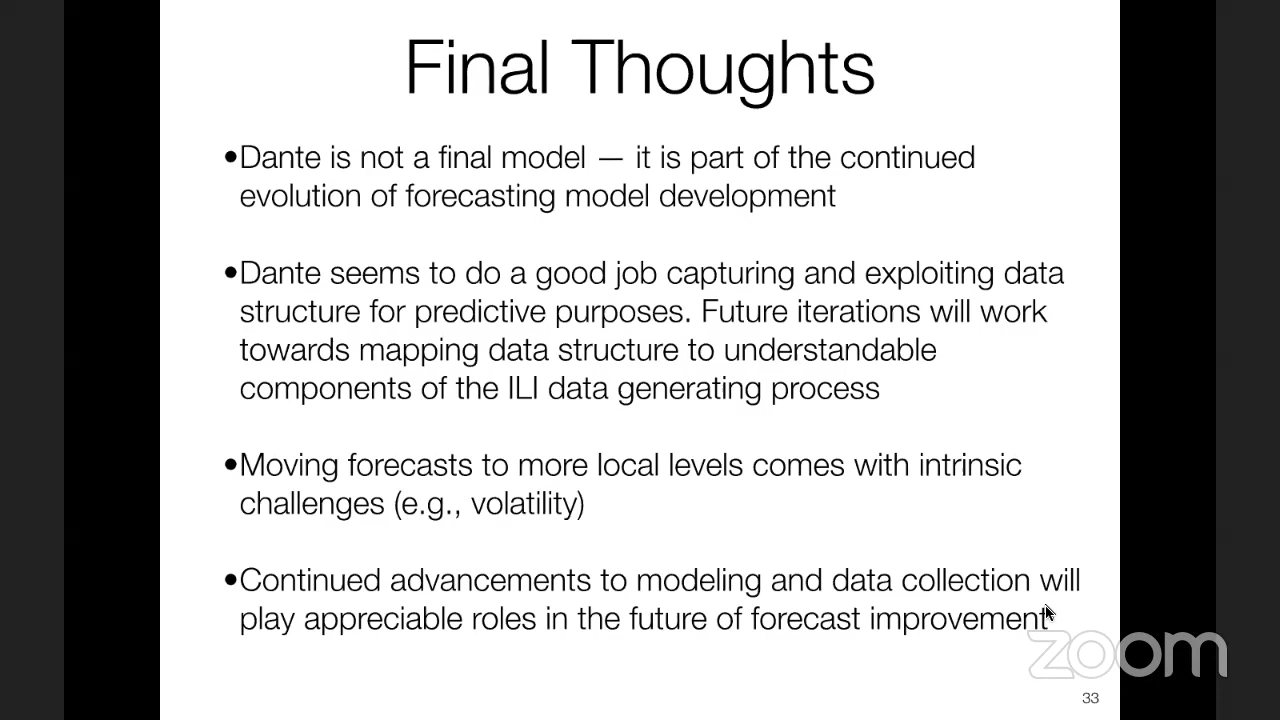 Final Thoughts
•Dante is not a final model — it is part of the continued
evolution of forecasting model development
•Dante seems to do a good job capturing and exploiting data
structure for predictive purposes. Future iterations will work
towards mapping data structure to understandable
components of the ILI data generating process
•Moving forecasts to more local levels comes with intrinsic
challenges (e.g., volatility)
•Continued advancements to modeling and data collection will
play appreciable roles in the future of forecast improvement
zoom
33